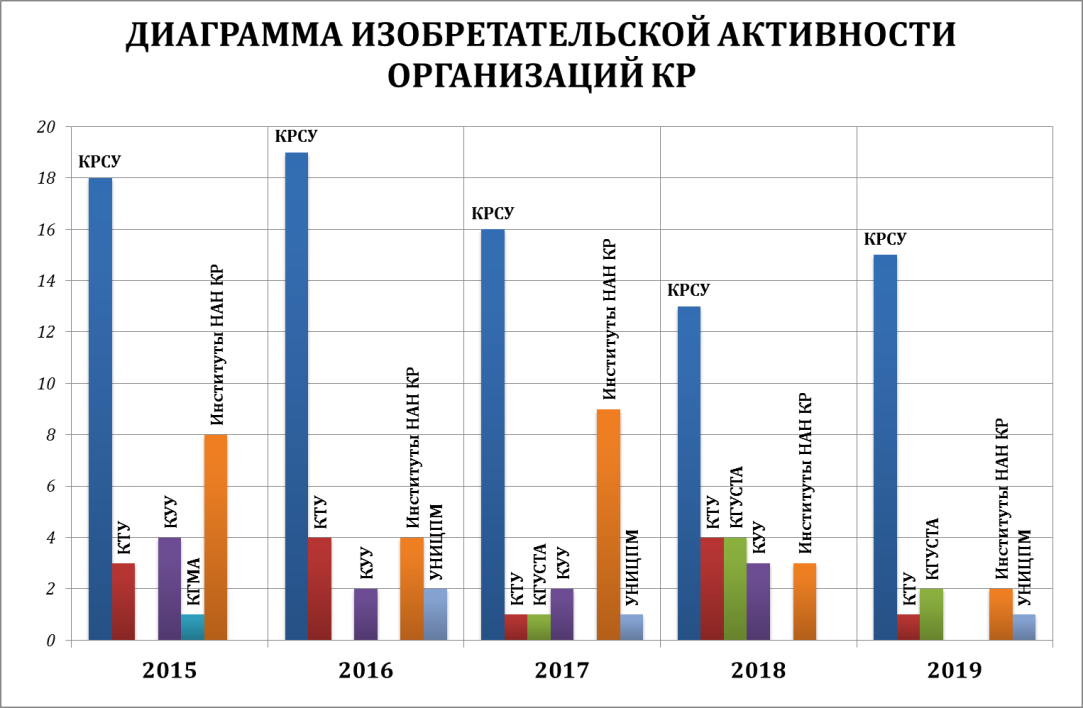 ДИАГРАММА ИЗОБРЕТАТЕЛЬСКОЙ АКТИВНОСТИ
ОРГАНИЗАЦИЙ КР
20
18
16
14
12
10
8
6
4
2
0
КРСУ
КТУ
КУУ
КГМА
Институты НАН КР
КРСУ
КТУ
КУУ
Институты НАН КР
УНИЦПМ
КРСУ
КТУ
КГУСТА
КУУ
Институты НАН КР
УНИЦПМ
КРСУ
КТУ
КГУСТА
КУУ
Институты НАН КР
КРСУ
КТУ
КГУСТА
Институты НАН КР
УНИЦПМ
2015
2016
2017
2018
2019